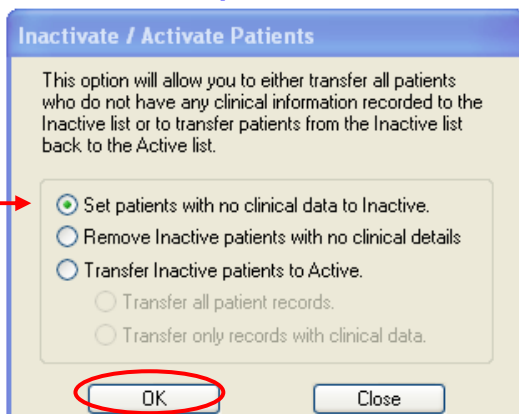 Inactivate / Activate Patients
This option will allow you to either transfer all patients
who do not have any clinical information recorded to the
Inactive list or to transfer patients from the Inactive list
back to the Active list.
Set patients with no clinical data to Inactive.
Remove Inactive patients with no clinical details
Transfer Inactive patients to Active.
Transfer all patient records.
Transfer only records with clinical data.
OK
Close